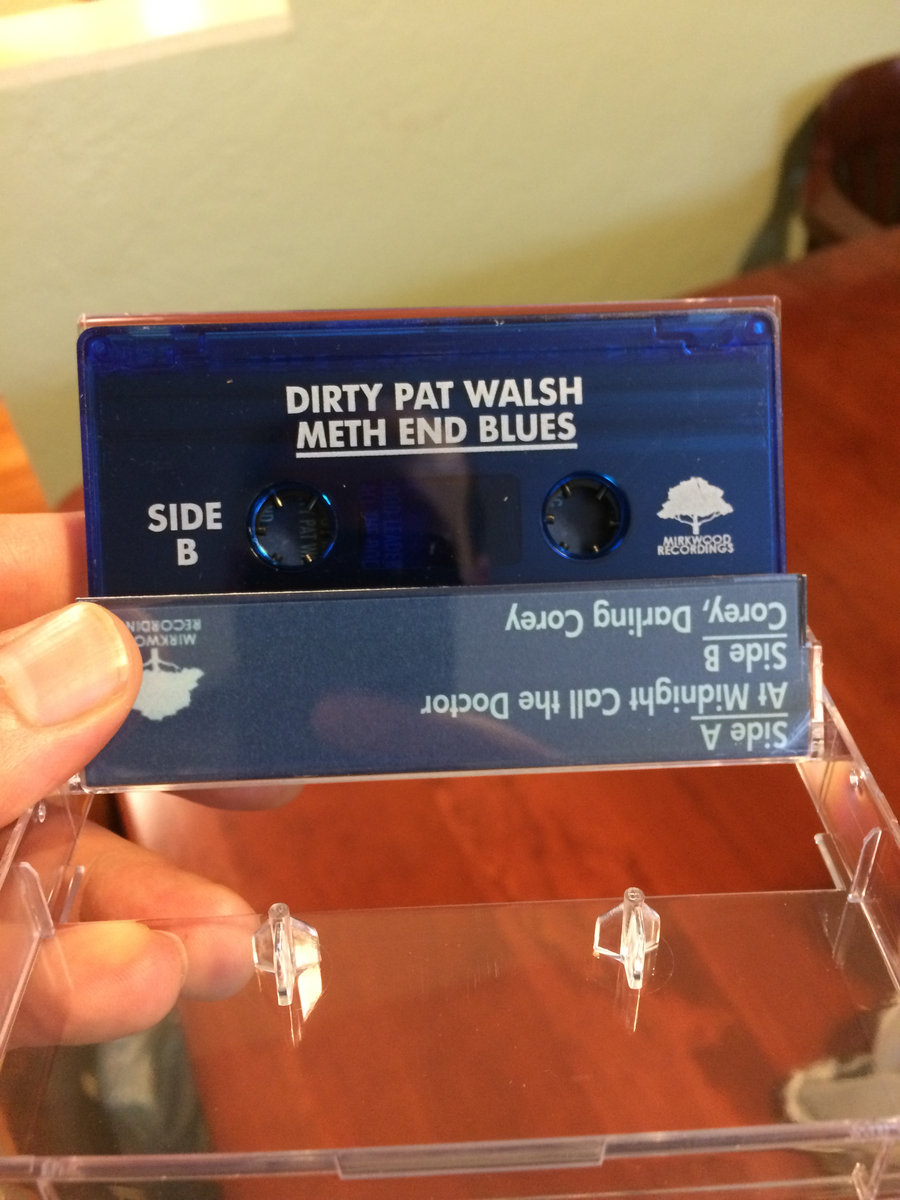 DIRTY PAT WALSH
METH END BLUES
SIDE
B
MIRKWOOD
RECORDINGS
Side A
At Midnight Call the Doctor
Side B
Corey, Darling Corey